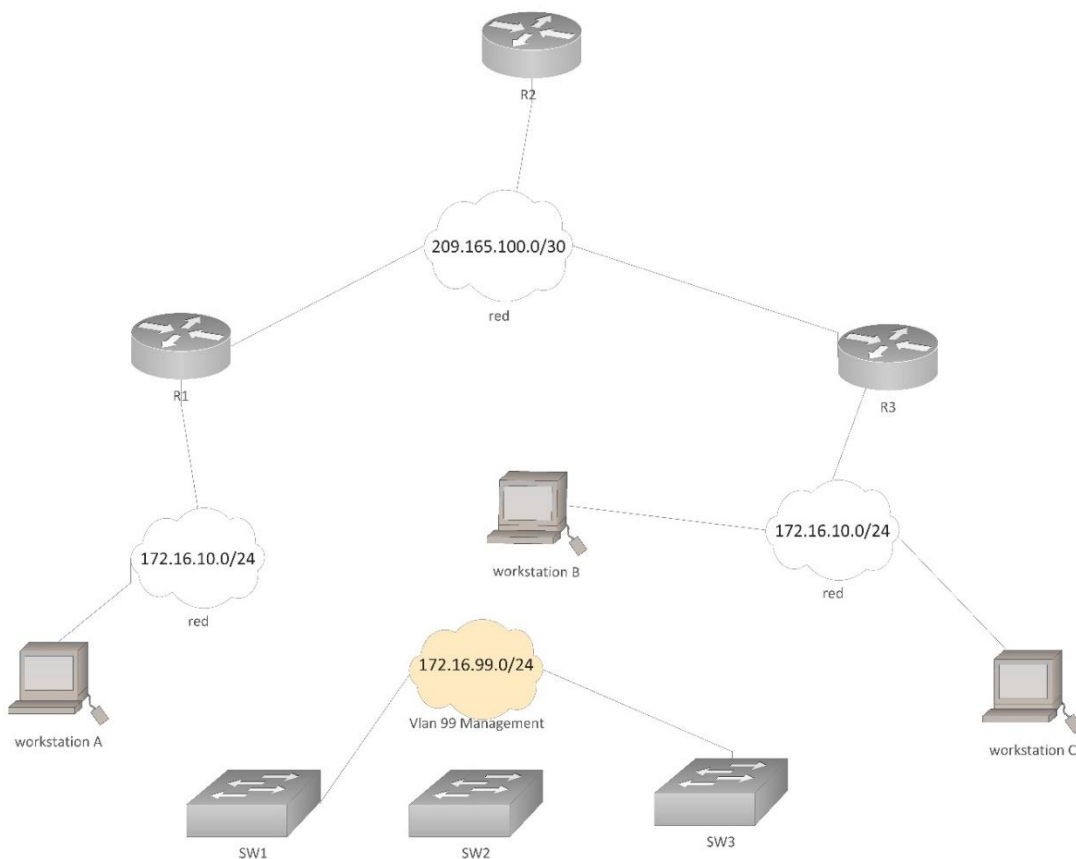 R2
209.165.100.0/30
red
R1
R3
172.16.10.0/24
red
workstation B
172.16.10.0/24
red
172.16.99.0/24
Vlan 99 Management
workstation A
workstation C
SW1
SW2
SW3